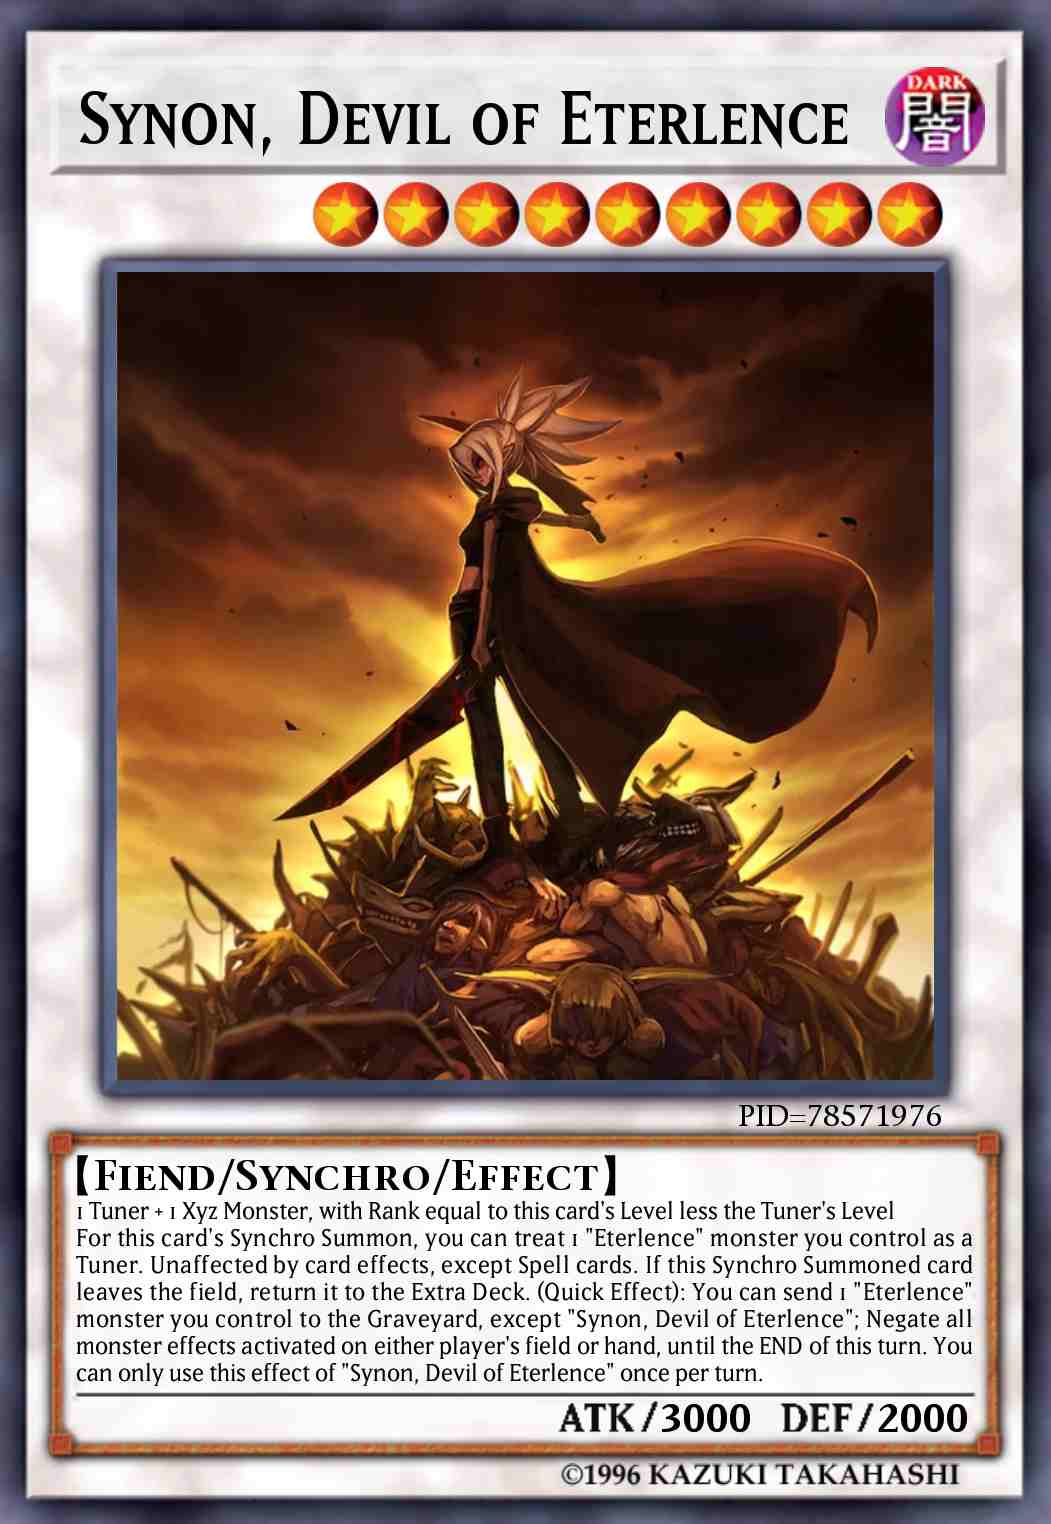 Synon, Devil of Eterlence
DARK
闇
PID=78571976
【Fiend/Synchro/Effect】
1 Tuner + 1 Xyz Monster, with Rank equal to this card's Level less the Tuner's Level
For this card's Synchro Summon, you can treat 1 "Eterlence" monster you control as a
Tuner. Unaffected by card effects, except Spell cards. If this Synchro Summoned card
leaves the field, return it to the Extra Deck. (Quick Effect): You can send 1 "Eterlence"
monster you control to the Graveyard, except "Synon, Devil of Eterlence"; Negate all
monster effects activated on either player's field or hand, until the END of this turn. You
can only use this effect of "Synon, Devil of Eterlence" once per turn.
ATK/3000 DEF/2000
©1996 KAZUKI TAKAHASHI